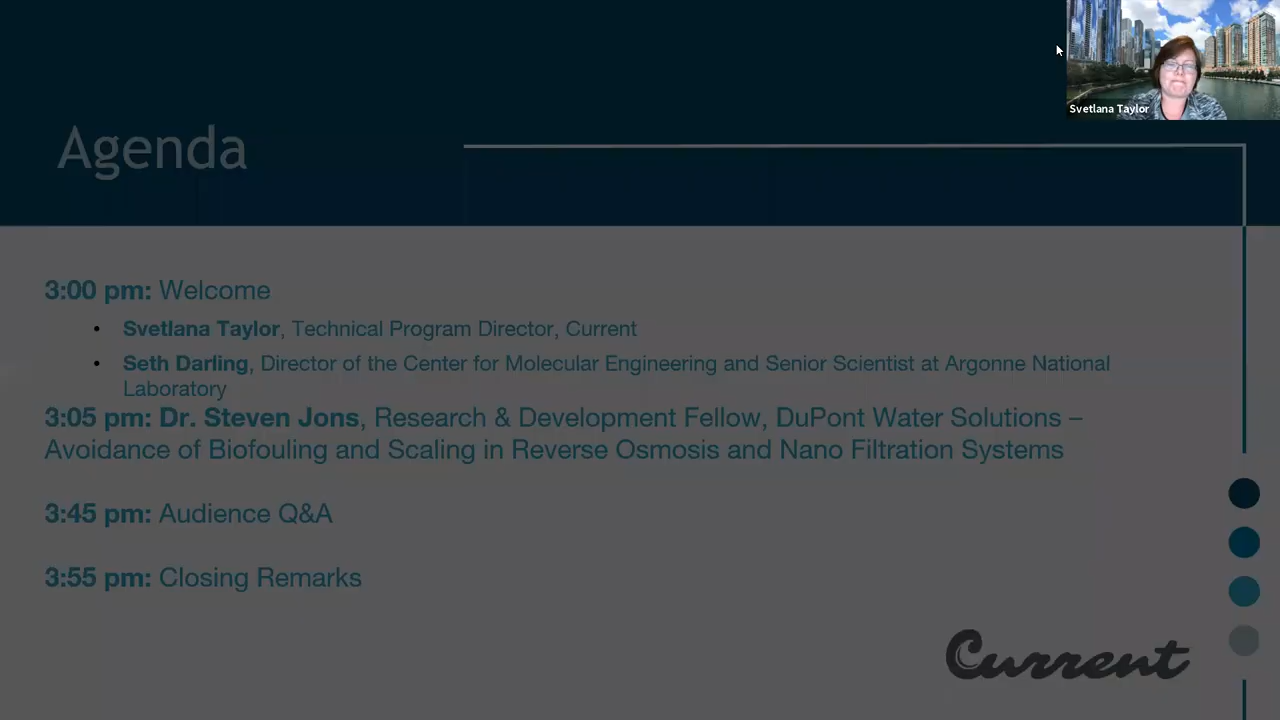 Svetlana Taylor
Agenda
3:00 pm: Welcome
• Svetlana Taylor, Technical Program Director, Current
• Seth Darling, Director of the Center for Molecular Engineering and Senior Scientist at Argonne National
Laboratory
3:05 pm: Dr. Steven Jons, Research & Development Fellow, DuPont Water Solutions –
Avoidance of Biofouling and Scaling in Reverse Osmosis and Nano Filtration Systems
3:45 pm: Audience Q&A
3:55 pm: Closing Remarks
Current